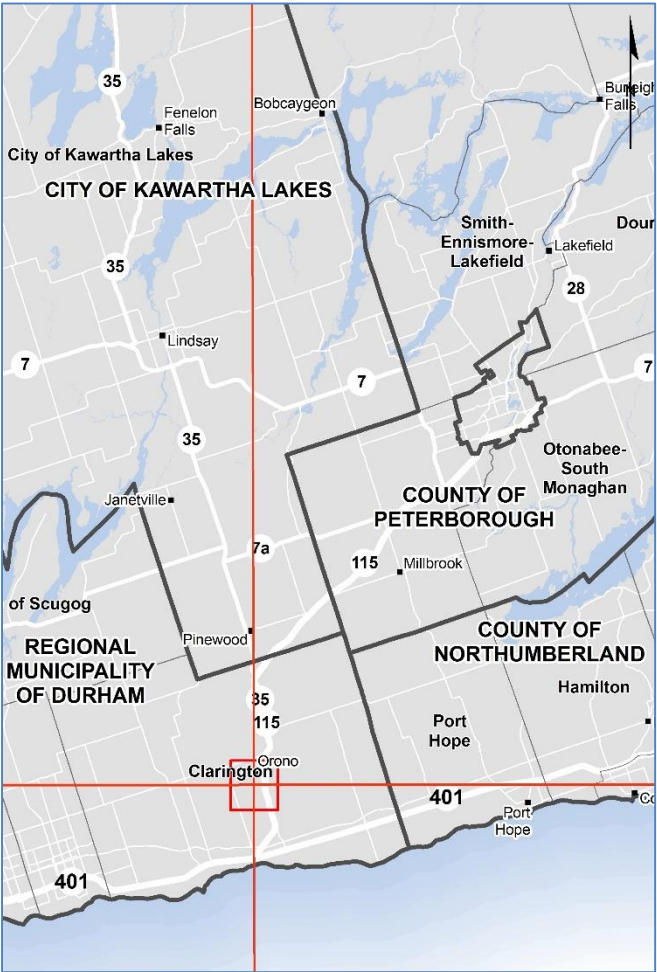 35
Fenelon
Falls
Bobcaygeon
Burleigh
Falls
City of Kawartha Lakes
CITY OF KAWARTHA LAKES
Smith-
Ennismore-
Lakefield
Dour
Lakefield
35
28
Lindsay
7
7
7
35
Otonabee-
South
Monaghan
Janetville
COUNTY OF
PETERBOROUGH
7a
115
Millbrook
of Scugog
Pinewood
COUNTY OF
NORTHUMBERLAND
REGIONAL
MUNICIPALITY
OF DURHAM
Hamilton
35
115
Port
Hope
Orono
Clarington
401
Co
Port
Hope
401